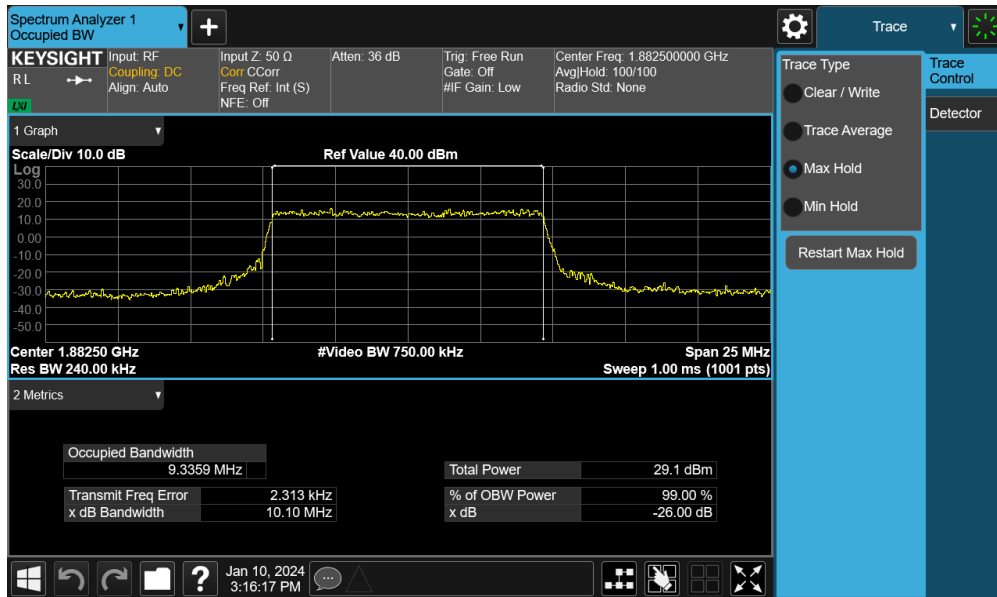 Spectrum Analyzer 1
Occupied BW
+
Trace
KEYSIGHT
R L
LXI
Input: RF
Coupling: DC
Align: Auto
Input Z: 50 Ω
Corr CCorr
Freq Ref: Int (S)
NFE: Off
Atten: 36 dB
Trig: Free Run
Gate: Off
#IF Gain: Low
Center Freq: 1.882500000 GHz
Avg|Hold: 100/100
Radio Std: None
1 Graph
Scale/Div 10.0 dB
Ref Value 40.00 dBm
Log
30.0
20.0
10.0
0.00
-10.0
-20.0
-30.0
-40.0
-50.0
Center 1.88250 GHz
#Video BW 750.00 kHz
Span 25 MHz
Res BW 240.00 kHz
Sweep 1.00 ms (1001 pts)
2 Metrics
Occupied Bandwidth
9.3359 MHz
Total Power 29.1 dBm
Transmit Freq Error 2.313 kHz
% of OBW Power 99.00 %
x dB Bandwidth 10.10 MHz
x dB -26.00 dB
Trace Type
Clear / Write
Trace Average
Max Hold
Min Hold
Restart Max Hold
Trace
Control
Detector
?
Jan 10, 2024
3:16:17 PM